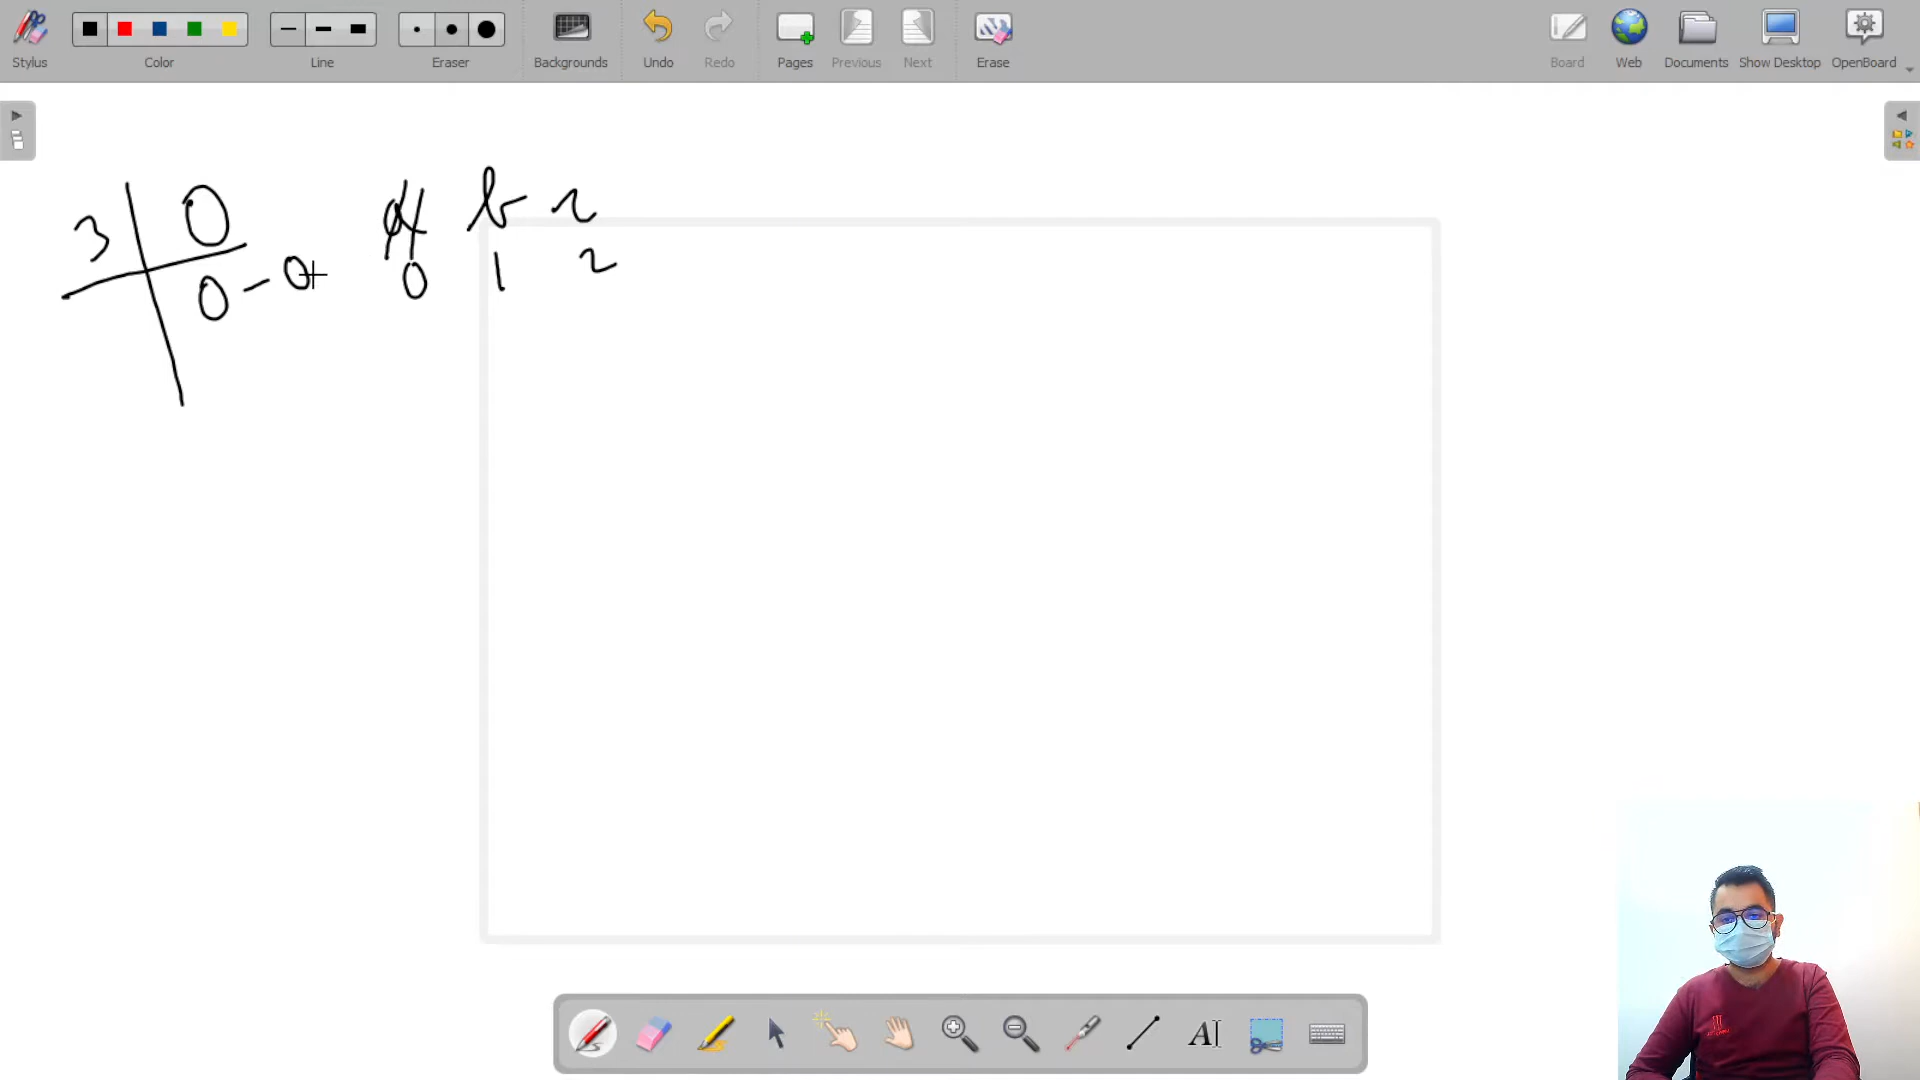 Stylus Color Line Eraser Backgrounds Undo Redo Pages Previous Next Erase Board Web Documents Show Desktop OpenBoard
3 0
0 - 0
b r
0 1 2
A